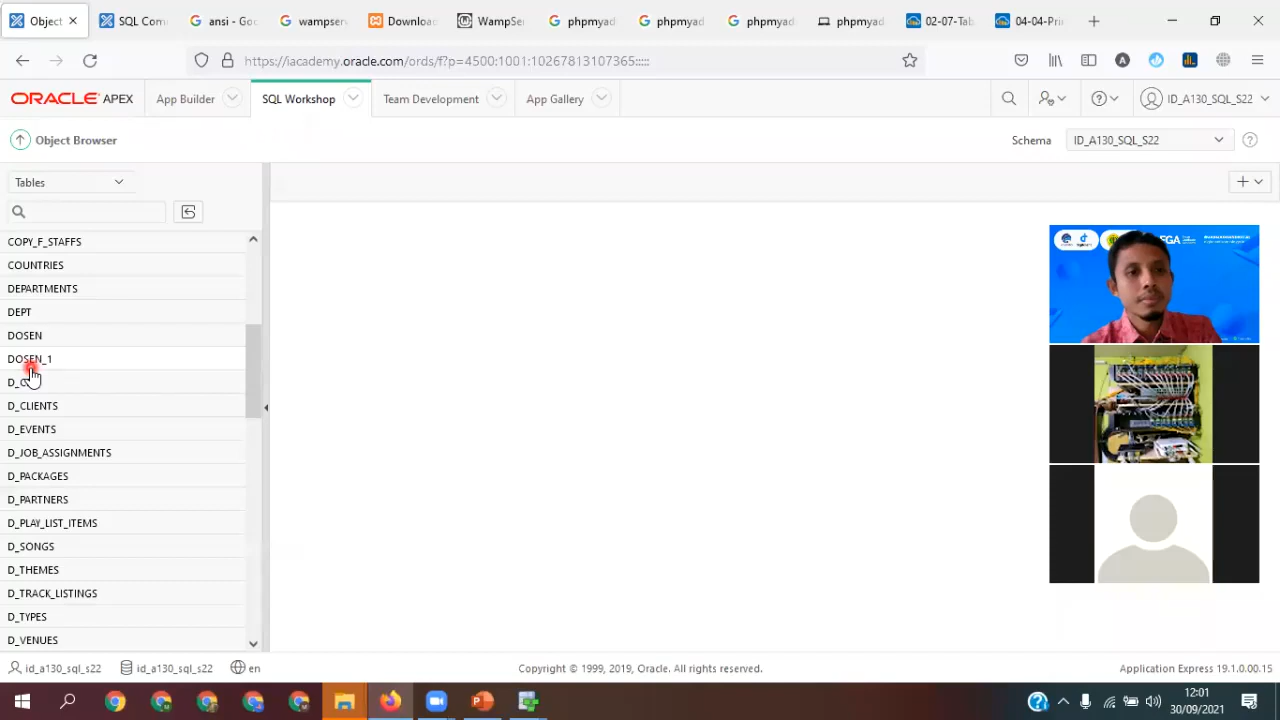 Object
SQL Com
ansi - Goo
wampser
Download
WampSe
phpmyad
phpmyad
phpmyad
phpmyad
02-07-Tab
04-04-Pri
https://iacademy.oracle.com/ords/f?p=4500:1001:10267813107365:::::
ORACLE APEX
App Builder
SQL Workshop
Team Development
App Gallery
ID_A130_SQL_S22
Object Browser
Schema
ID_A130_SQL_S22
Tables
COPY_F_STAFFS
COUNTRIES
DEPARTMENTS
DEPT
DOSEN
DOSEN_1
D_CLIENTS
D_EVENTS
D_JOB_ASSIGNMENTS
D_PACKAGES
D_PARTNERS
D_PLAY_LIST_ITEMS
D_SONGS
D_THEMES
D_TRACK_LISTINGS
D_TYPES
D_VENUES
id_a130_sql_s22
id_a130_sql_s22
en
Copyright © 1999, 2019, Oracle. All rights reserved.
Application Express 19.1.0.00.15
12:01
30/09/2021